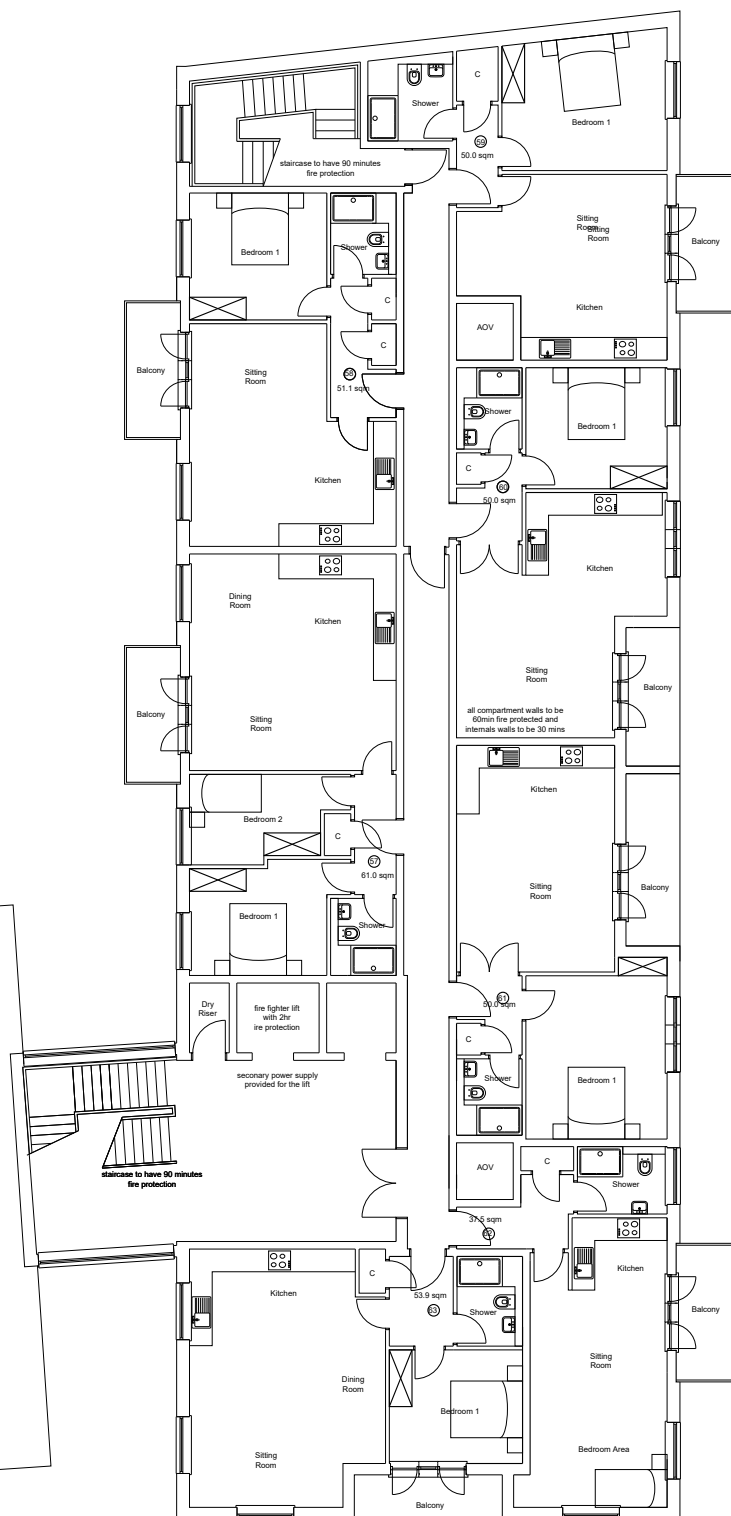 C
Shower
Bedroom 1
59
50.0 sqm
staircase to have 90 minutes
fire protection
Sitting
Room
Sitting
Room
Balcony
Bedroom 1
Shower
C
Kitchen
AOV
C
58
51.1 sqm
Balcony
Sitting
Room
Shower
Bedroom 1
C
60
50.0 sqm
Kitchen
Kitchen
Dining
Room
Kitchen
Sitting
Room
Balcony
Balcony
Sitting
Room
all compartment walls to be
60min fire protected and
internals walls to be 30 mins
Kitchen
Bedroom 2
C
57
61.0 sqm
Sitting
Room
Balcony
Bedroom 1
Shower
Dry
Riser
fire fighter lift
with 2hr
ire protection
61
50.0 sqm
C
seconary power supply
provided for the lift
Shower
Bedroom 1
staircase to have 90 minutes
fire protection
AOV
C
Shower
37.5 sqm
62
C
Kitchen
53.9 sqm
63
Shower
Kitchen
Balcony
Sitting
Room
Dining
Room
Bedroom 1
Sitting
Room
Bedroom Area
Balcony